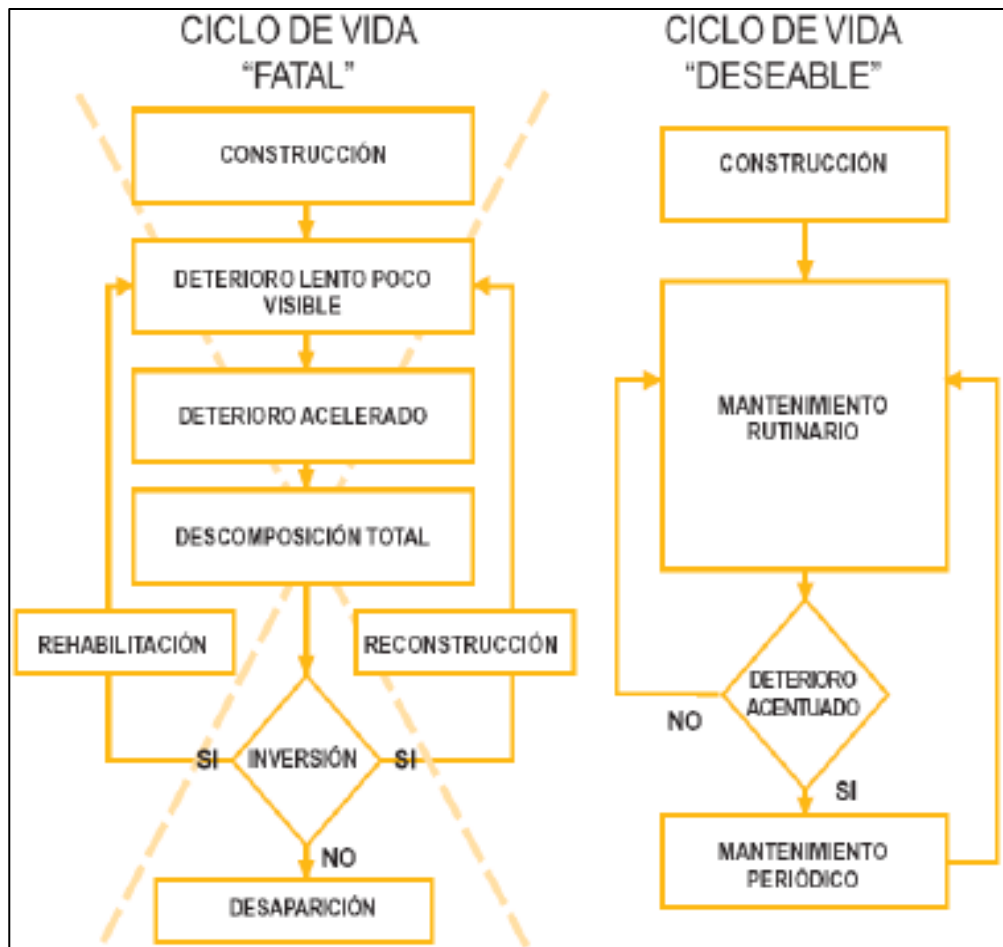 CICLO DE VIDA
“FATAL”
CONSTRUCCIÓN
DETERIORO LENTO POCO
VISIBLE
DETERIORO ACELERADO
DESCOMPOSICIÓN TOTAL
REHABILITACIÓN
RECONSTRUCCIÓN
SI
INVERSIÓN
SI
NO
DESAPARICIÓN
CICLO DE VIDA
“DESEABLE”
CONSTRUCCIÓN
MANTENIMIENTO
RUTINARIO
DETERIORO
ACENTUADO
NO
SI
MANTENIMIENTO
PERIÓDICO